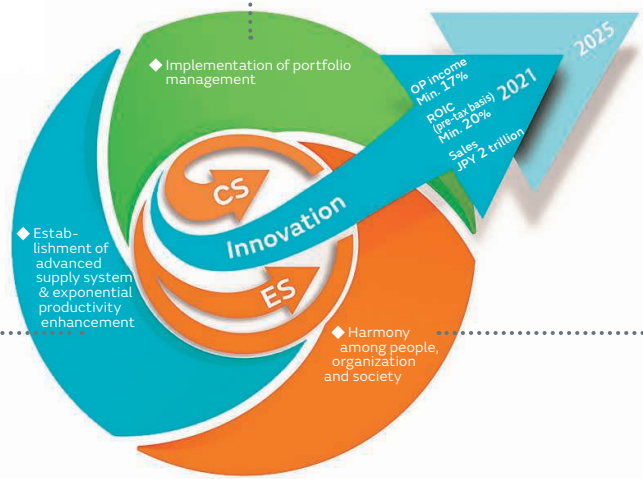 ◆ Implementation of portfolio
management
OP income
Min. 17%
ROIC
(pre-tax basis)
Min. 20%
Sales
JPY 2 trillion
2021
2025
CS
Innovation
ES
◆ Estab-
lishment of
advanced
supply system
& exponential
productivity
enhancement
◆ Harmony
among people,
organization
and society